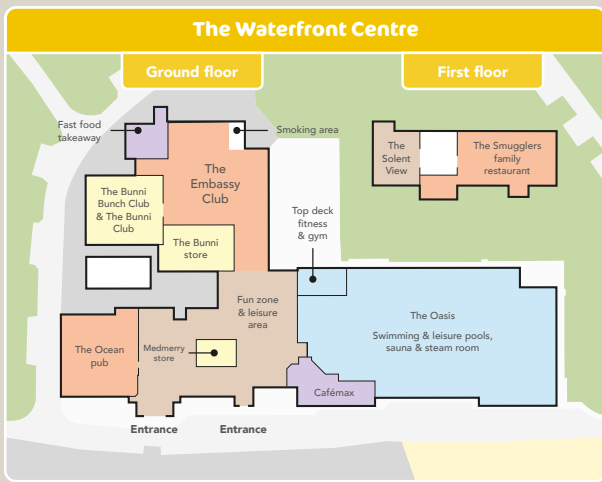 The Waterfront Centre
Ground floor
First floor
Fast food
takeaway
Smoking area
The
Embassy
Club
The
Solent
View
The Smugglers
family
restaurant
The Bunni
Bunch Club
& The Bunni
Club
The Bunni
store
Top deck
fitness
& gym
Fun zone
& leisure
area
The Oasis
Swimming & leisure pools,
sauna & steam room
The Ocean
pub
Medmerry
store
Cafémax
Entrance
Entrance